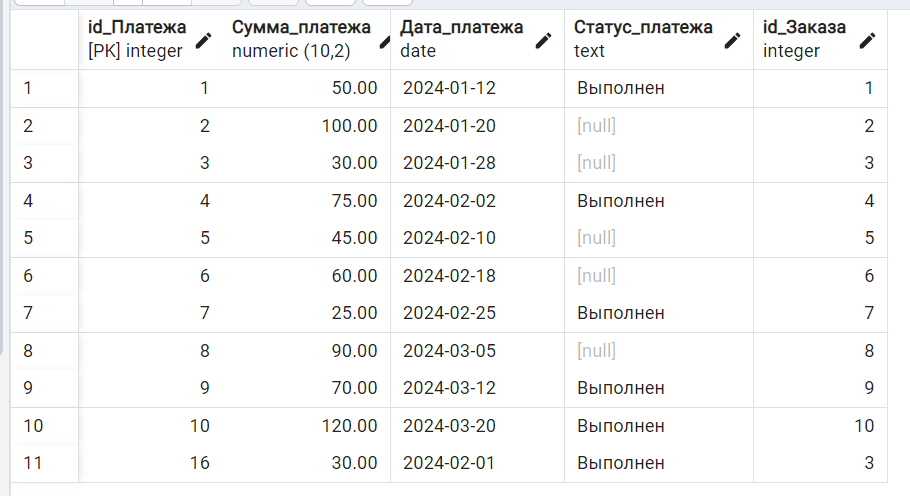 id_Платежа Сумма_платежа Дата_платежа Статус_платежа id_Заказа
[PK] integer numeric (10,2) date text integer
1 1 50.00 2024-01-12 Выполнен 1
2 2 100.00 2024-01-20 [null] 2
3 3 30.00 2024-01-28 [null] 3
4 4 75.00 2024-02-02 Выполнен 4
5 5 45.00 2024-02-10 [null] 5
6 6 60.00 2024-02-18 [null] 6
7 7 25.00 2024-02-25 Выполнен 7
8 8 90.00 2024-03-05 [null] 8
9 9 70.00 2024-03-12 Выполнен 9
10 10 120.00 2024-03-20 Выполнен 10
11 16 30.00 2024-02-01 Выполнен 3